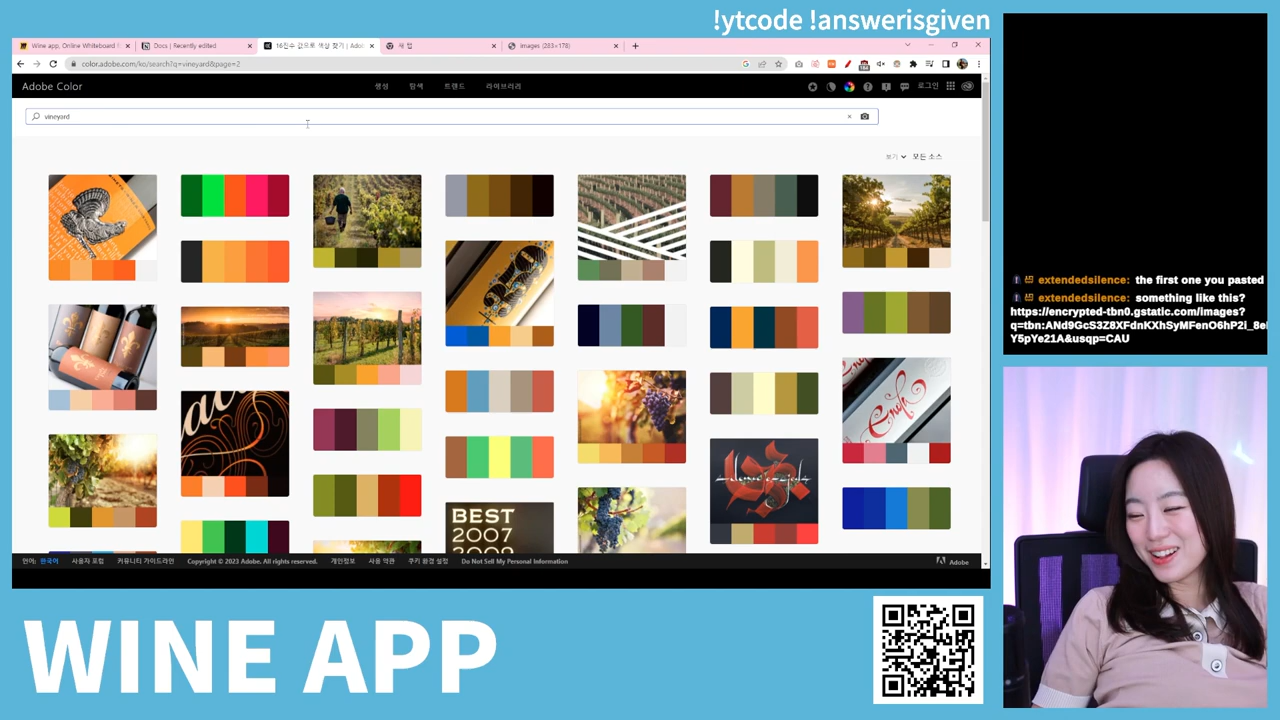 !ytcode !answerisgiven
Wine app, Online Whiteboard f
Docs | Recently edited
16진수 값으로 색상 찾기 | Ado
새 탭
images (283×178)
color.adobe.com/ko/search?q=vineyard&page=2
Adobe Color
생성
탐색
트렌드
라이브러리
로그인
vineyard
보기
모든 소스
BEST
2007
언어: 한국어
사용자 포럼
커뮤니티 가이드라인
Copyright © 2023 Adobe. All rights reserved.
개인정보
사용 약관
쿠키 환경 설정
Do Not Sell My Personal Information
Adobe
extendedsilence: the first one you pasted
extendedsilence: something like this?
https://encrypted-tbn0.gstatic.com/images?
q=tbn:ANd9GcS3Z8XFdnKXhSyMFenO6hP2i_8el
Y5pYe21A&usqp=CAU
WINE APP